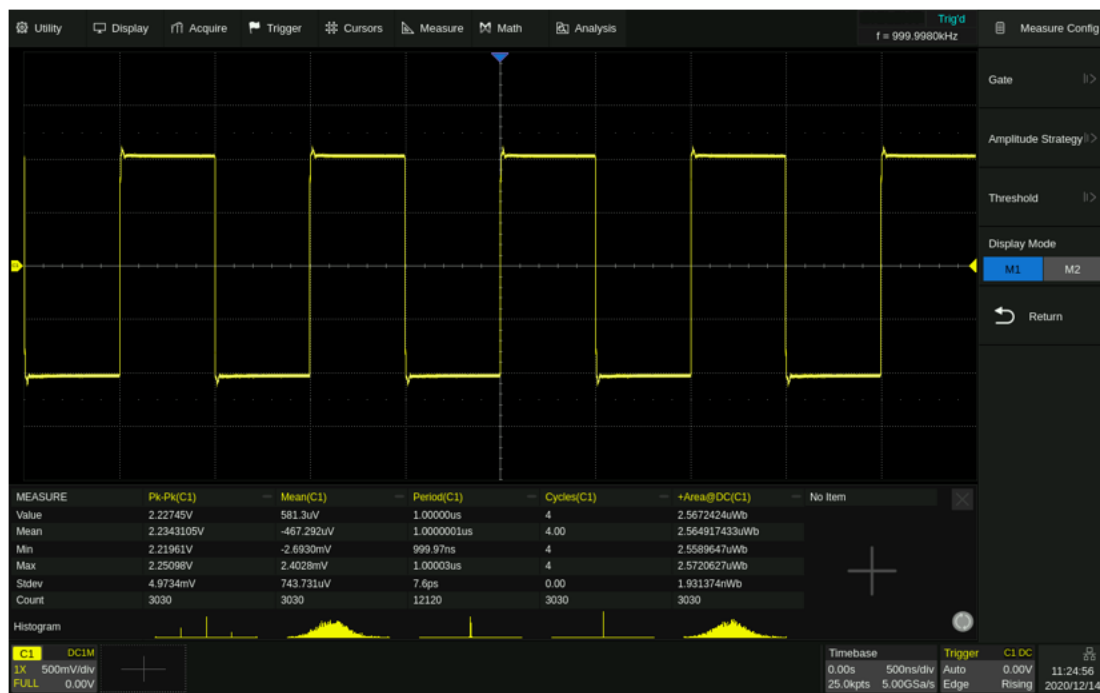 Utility Display Acquire Trigger Cursors Measure Math Analysis
Trig'd
f = 999.9980kHz
Measure Config
Gate
Amplitude Strategy
Threshold
Display Mode
M1 M2
Return
MEASURE Pk-Pk(C1) Mean(C1) Period(C1) Cycles(C1) +Area@DC(C1) No Item
Value 2.22745V 581.3uV 1.00000us 4 2.5672424uWb
Mean 2.2343105V -467.292uV 1.0000001us 4.00 2.564917433uWb
Min 2.21961V -2.6930mV 999.97ns 4 2.5589647uWb
Max 2.25098V 2.4028mV 1.00003us 4 2.5720627uWb
Stdev 4.9734mV 743.731uV 7.6ps 0.00 1.931374nWb
Count 3030 3030 12120 3030 3030
Histogram
C1 DC1M
1X 500mV/div
FULL 0.00V
Timebase
0.00s 500ns/div
25.0kpts 5.00GSa/s
Trigger C1 DC
Auto 0.00V
Edge Rising
11:24:56
2020/12/14